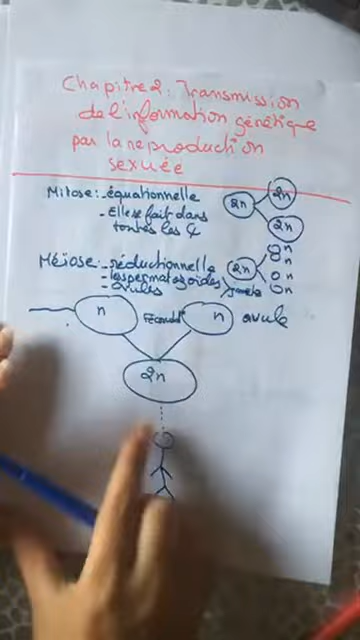 Chapitre 2 : Transmission
de l'information génétique
par la reproduction
sexuée
Mitose : - équationnelle
- Elle se fait dans
toutes les
2n
2n
2n
Méiose : - réductionnelle
- les spermatosoides
- ovules
2n
n
n
n
n
n
n
ovule
2n